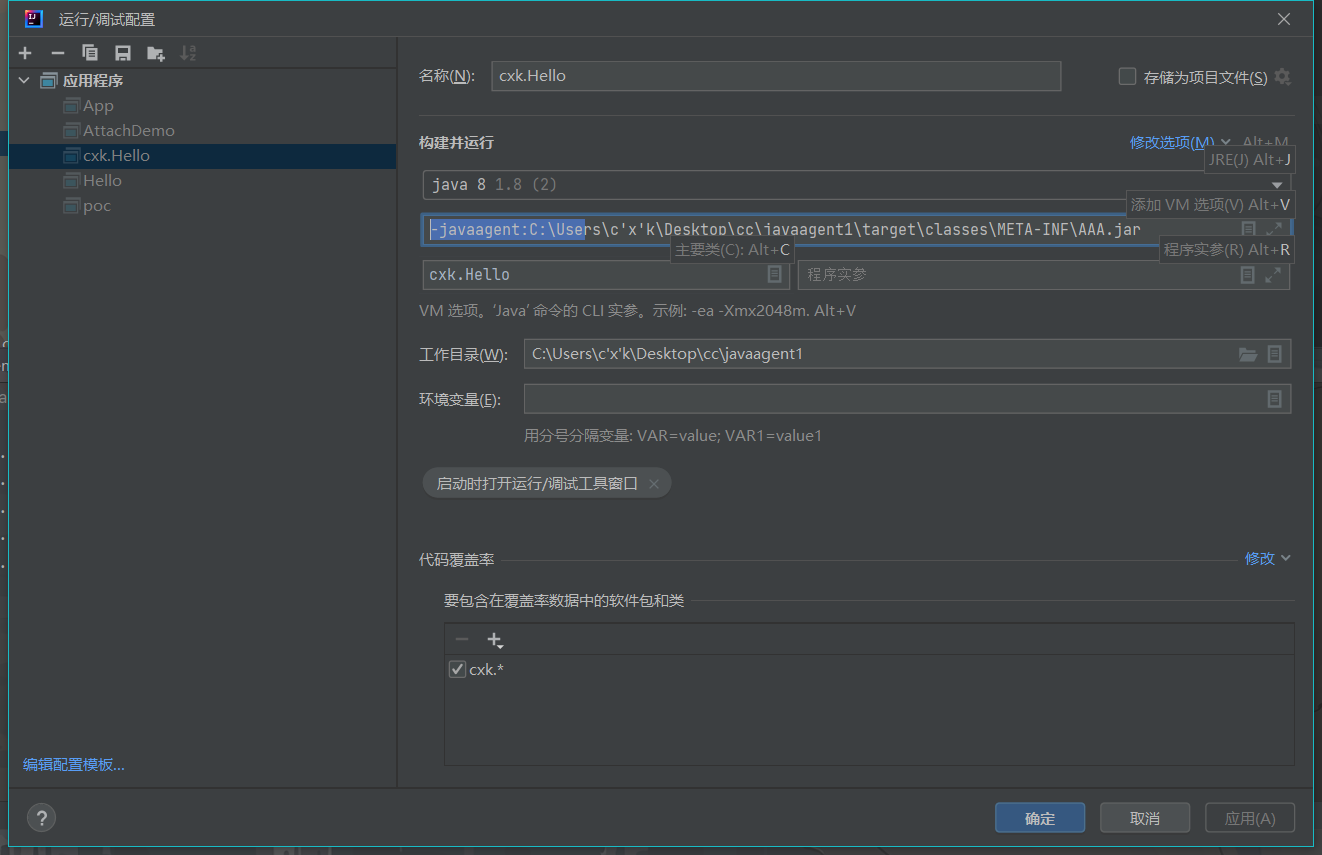 运行/调试配置
应用程序
App
AttachDemo
cxk.Hello
Hello
poc
编辑配置模板...
名称(N):
cxk.Hello
存储为项目文件(S)
构建并运行
修改选项(M)
Alt+M
JRE(J) Alt+J
java 8 1.8 (2)
添加 VM 选项(V) Alt+V
-javaagent:C:\Users\c'x'k\Desktop\cc\javaagent1\target\classes\META-INF\AAA.jar
主要类(C): Alt+C
程序实参(R) Alt+R
cxk.Hello
程序实参
VM 选项。‘Java’ 命令的 CLI 实参。示例: -ea -Xmx2048m. Alt+V
工作目录(W):
C:\Users\c'x'k\Desktop\cc\javaagent1
环境变量(E):
用分号分隔变量: VAR=value; VAR1=value1
启动时打开运行/调试工具窗口
代码覆盖率
修改
要包含在覆盖率数据中的软件包和类
cxk.*
?
确定
取消
应用(A)